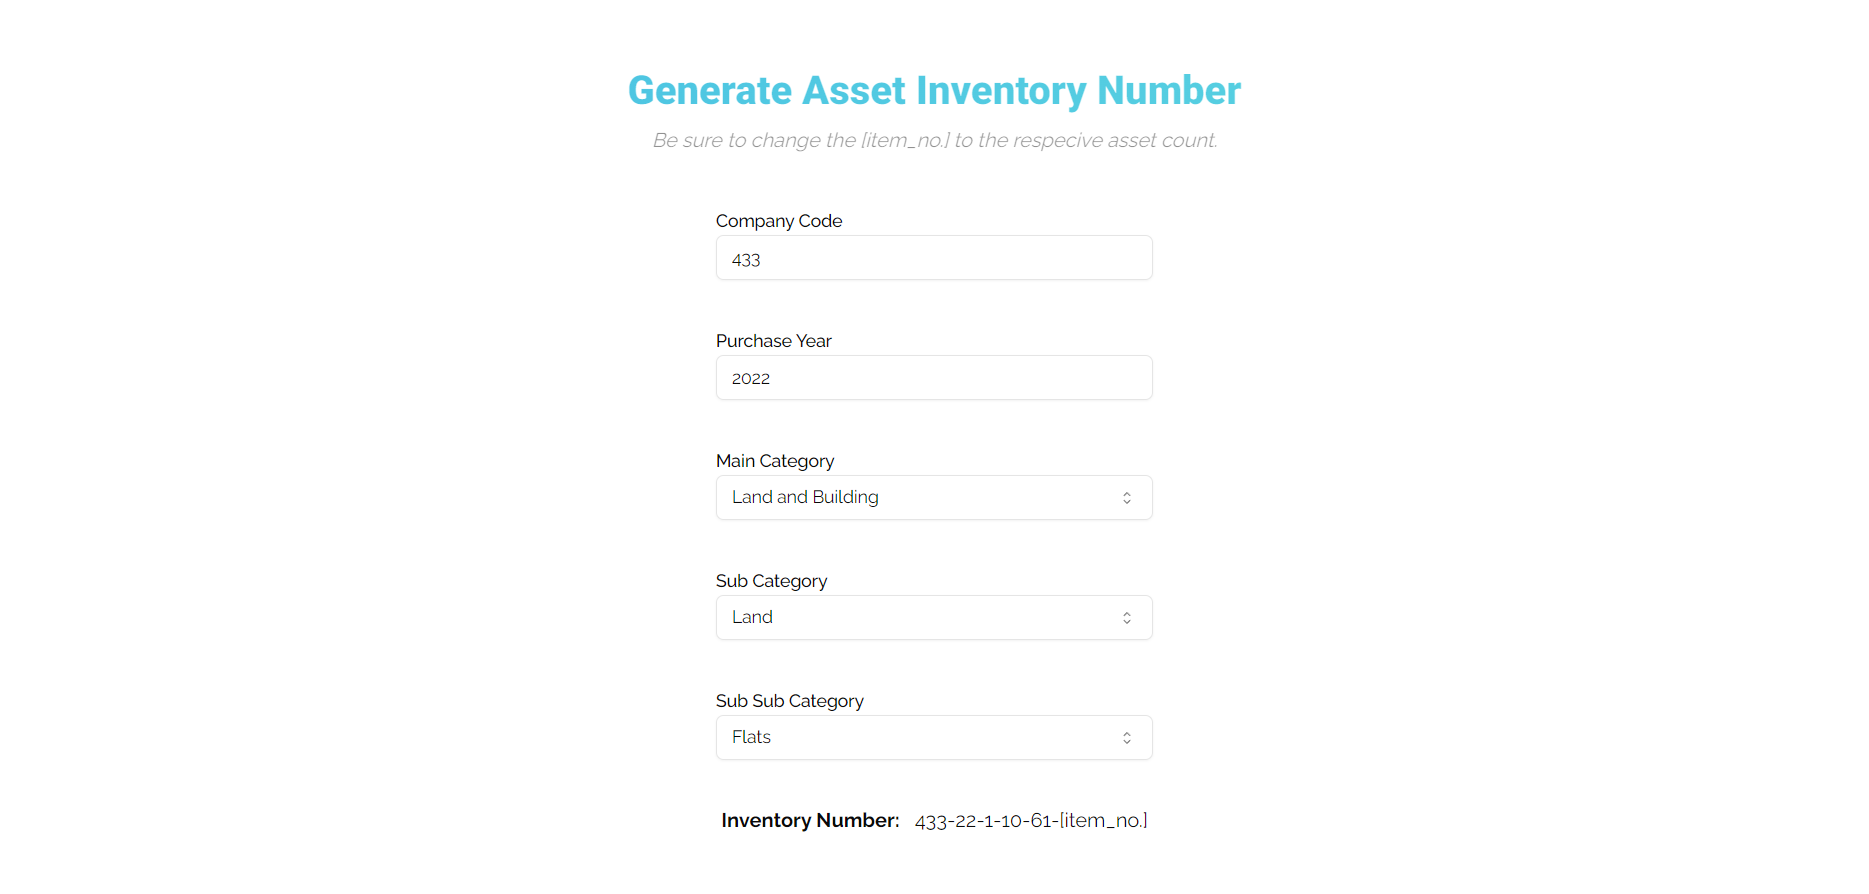 Generate Asset Inventory Number
Be sure to change the [item_no.] to the respecive asset count.
Company Code
433
Purchase Year
2022
Main Category
Land and Building
Sub Category
Land
Sub Sub Category
Flats
Inventory Number: 433-22-1-10-61-[item_no.]